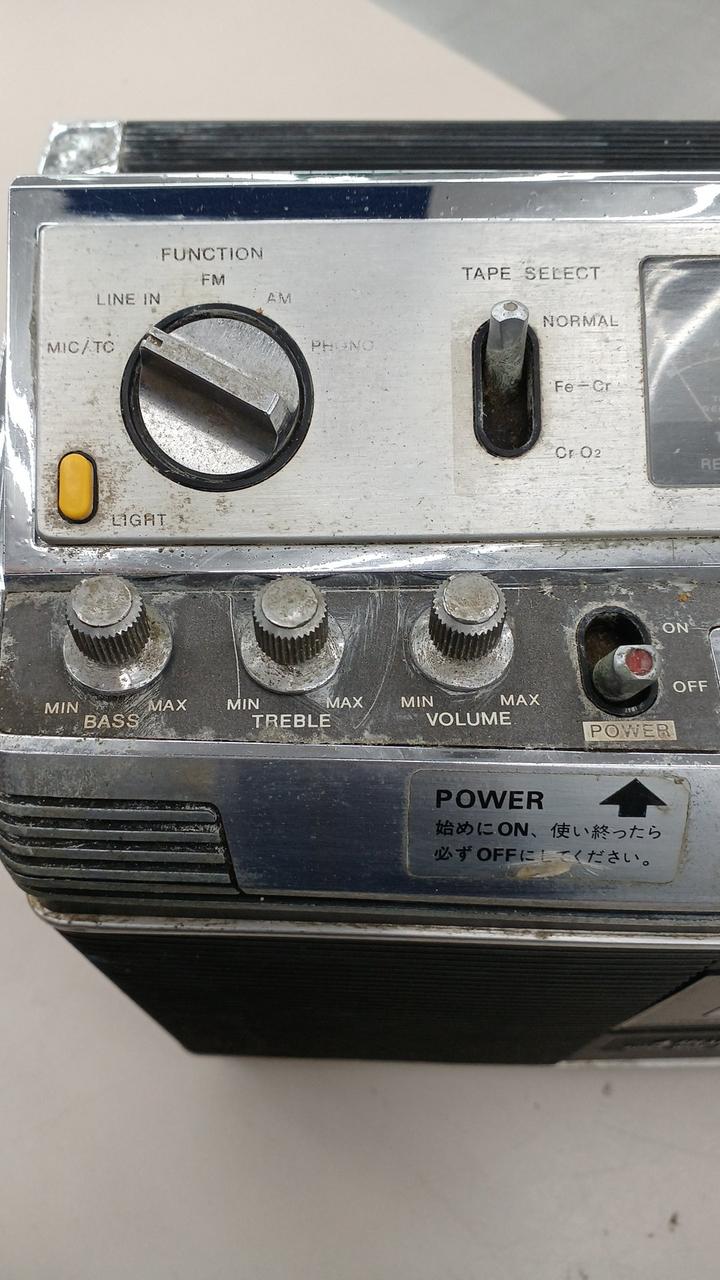 FUNCTION
FM
LINE IN
AM
MIC/TC
PHONO
LIGHT
TAPE SELECT
NORMAL
Fe-Cr
CrO2
MIN
MAX
BASS
MIN
MAX
TREBLE
MIN
MAX
VOLUME
ON
OFF
POWER
POWER
始めにON、使い終ったら
必ずOFFにしてください。